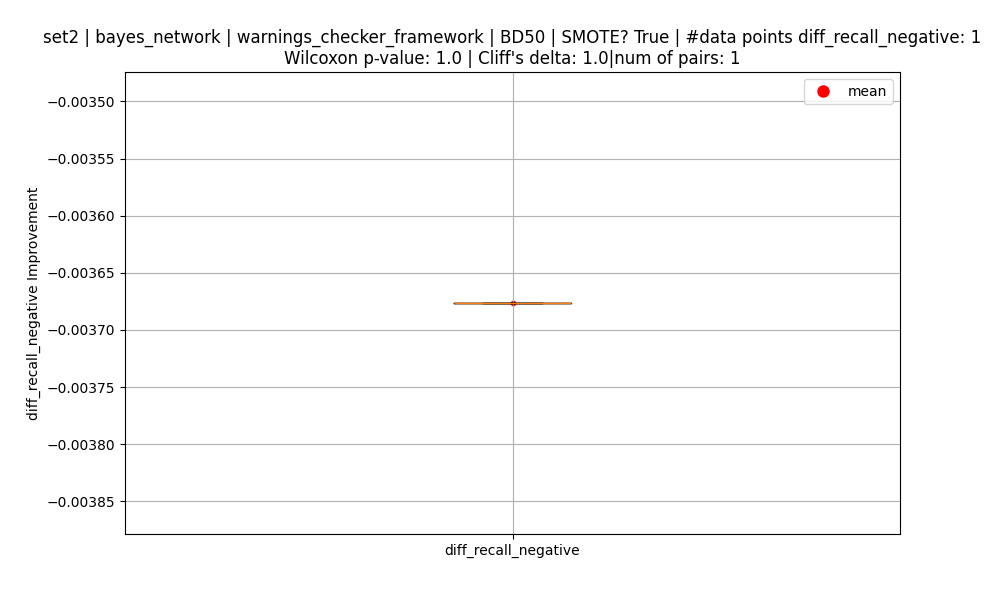 set2 | bayes_network | warnings_checker_framework | BD50 | SMOTE? True | #data points diff_recall_negative: 1
Wilcoxon p-value: 1.0 | Cliff's delta: 1.0|num of pairs: 1
mean
−0.00350
−0.00355
−0.00360
−0.00365
−0.00370
−0.00375
−0.00380
−0.00385
diff_recall_negative Improvement
diff_recall_negative